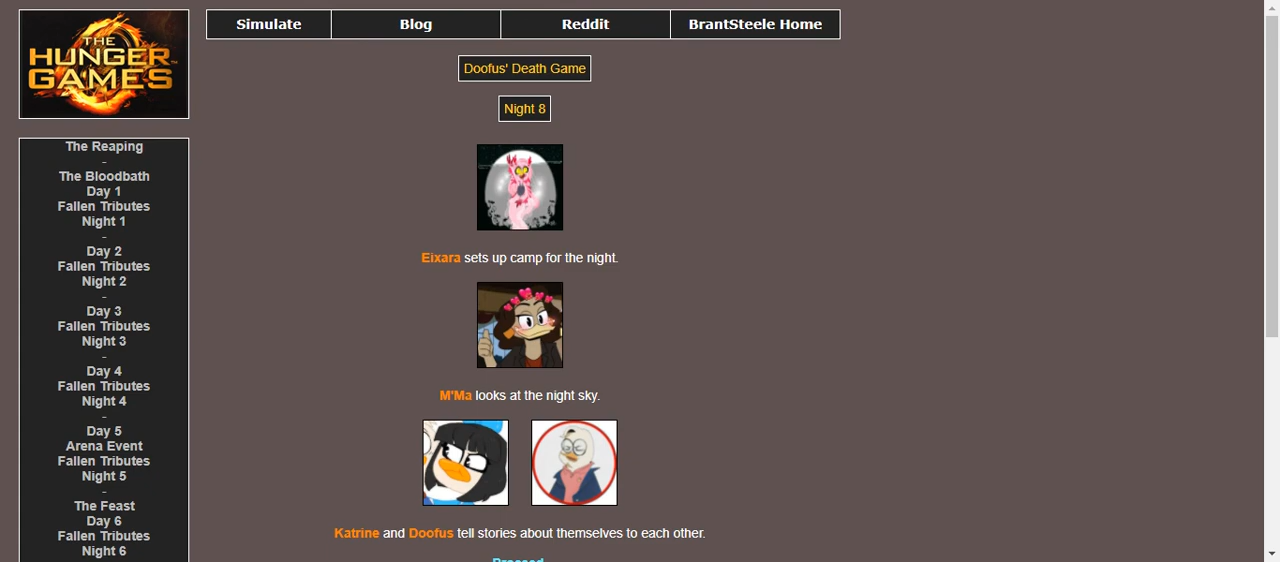 THE
HUNGER
GAMES
Simulate
Blog
Reddit
BrantSteele Home
Doofus' Death Game
Night 8
The Reaping
-
The Bloodbath
Day 1
Fallen Tributes
Night 1
-
Day 2
Fallen Tributes
Night 2
-
Day 3
Fallen Tributes
Night 3
-
Day 4
Fallen Tributes
Night 4
-
Day 5
Arena Event
Fallen Tributes
Night 5
-
The Feast
Day 6
Fallen Tributes
Night 6
Eixara sets up camp for the night.
M'Ma looks at the night sky.
Katrine and Doofus tell stories about themselves to each other.
Proceed